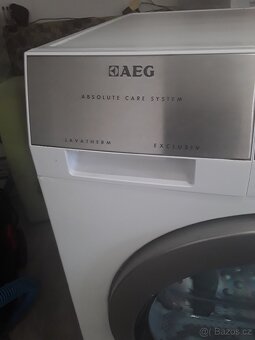 AEG
ABSOLUTE CARE SYSTEM
LAVATHERM EXCLUSIV
Bazos.cz